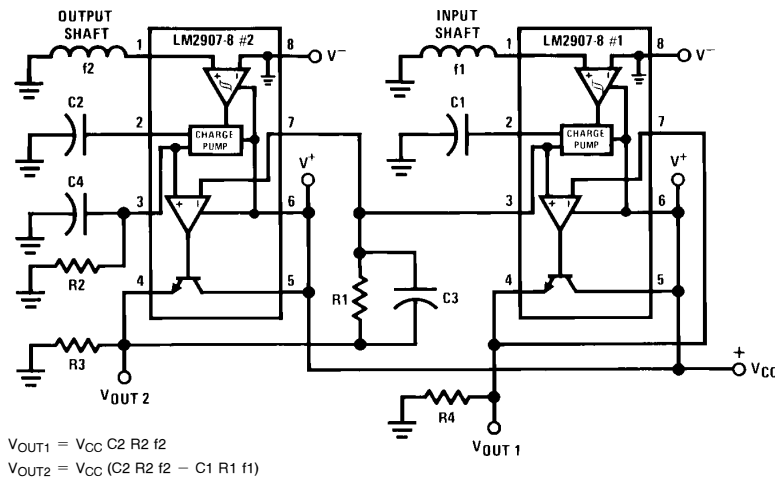 OUTPUT SHAFT
1
f2
LM2907-8 #2
8
V−
+ −
C2
2
CHARGE PUMP
7
V+
C4
3
+ −
6
R2
4
5
R3
VOUT 2
R1
C3
INPUT SHAFT
1
f1
LM2907-8 #1
8
V−
+ −
C1
2
CHARGE PUMP
7
V+
3
+ −
6
4
5
+
VCC
R4
VOUT 1
VOUT1 = VCC C2 R2 f2
VOUT2 = VCC (C2 R2 f2 − C1 R1 f1)